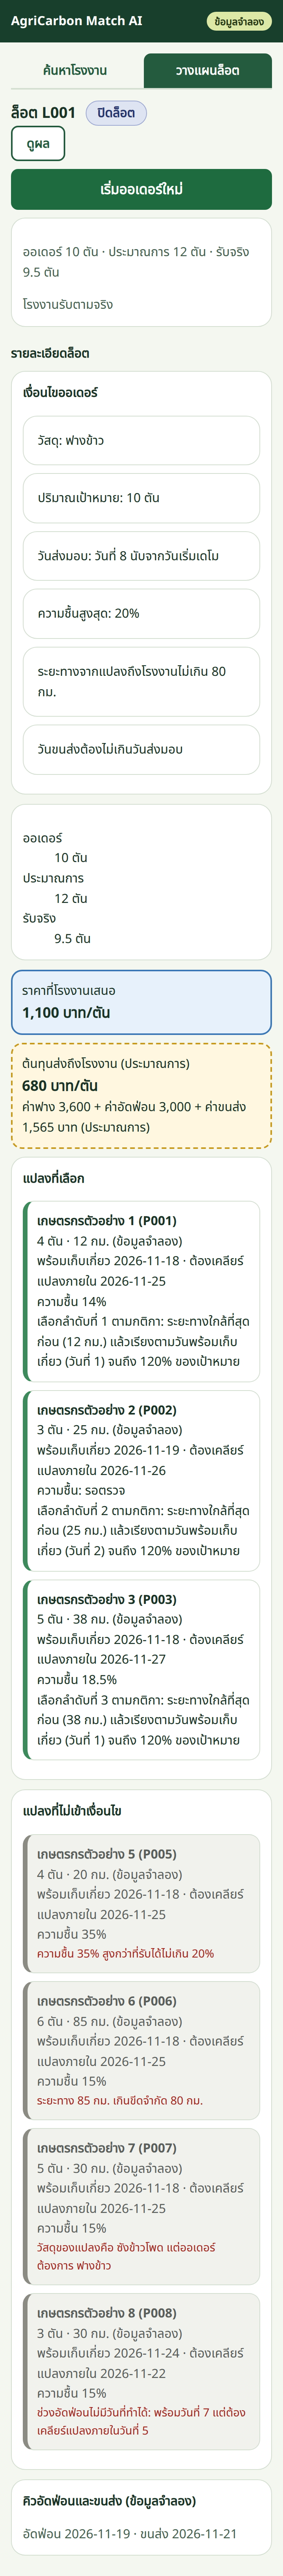 AgriCarbon Match AI
ข้อมูลจำลอง
ค้นหาโรงงาน
วางแผนล็อต
ล็อต L001
ปิดล็อต
ดูผล
เริ่มออเดอร์ใหม่
ออเดอร์ 10 ตัน · ประมาณการ 12 ตัน · รับจริง
9.5 ตัน
โรงงานรับตามจริง
รายละเอียดล็อต
เงื่อนไขออเดอร์
วัสดุ: ฟางข้าว
ปริมาณเป้าหมาย: 10 ตัน
วันส่งมอบ: วันที่ 8 นับจากวันเริ่มเดโม
ความชื้นสูงสุด: 20%
ระยะทางจากแปลงถึงโรงงานไม่เกิน 80
กม.
วันขนส่งต้องไม่เกินวันส่งมอบ
ออเดอร์
10 ตัน
ประมาณการ
12 ตัน
รับจริง
9.5 ตัน
ราคาที่โรงงานเสนอ
1,100 บาท/ตัน
ต้นทุนส่งถึงโรงงาน (ประมาณการ)
680 บาท/ตัน
ค่าฟาง 3,600 + ค่าอัดฟ่อน 3,000 + ค่าขนส่ง
1,565 บาท (ประมาณการ)
แปลงที่เลือก
เกษตรกรตัวอย่าง 1 (P001)
4 ตัน · 12 กม. (ข้อมูลจำลอง)
พร้อมเก็บเกี่ยว 2026-11-18 · ต้องเคลียร์
แปลงภายใน 2026-11-25
ความชื้น 14%
เลือกลำดับที่ 1 ตามกติกา: ระยะทางใกล้ที่สุด
ก่อน (12 กม.) แล้วเรียงตามวันพร้อมเก็บ
เกี่ยว (วันที่ 1) จนถึง 120% ของเป้าหมาย
เกษตรกรตัวอย่าง 2 (P002)
3 ตัน · 25 กม. (ข้อมูลจำลอง)
พร้อมเก็บเกี่ยว 2026-11-19 · ต้องเคลียร์
แปลงภายใน 2026-11-26
ความชื้น: รอตรวจ
เลือกลำดับที่ 2 ตามกติกา: ระยะทางใกล้ที่สุด
ก่อน (25 กม.) แล้วเรียงตามวันพร้อมเก็บ
เกี่ยว (วันที่ 2) จนถึง 120% ของเป้าหมาย
เกษตรกรตัวอย่าง 3 (P003)
5 ตัน · 38 กม. (ข้อมูลจำลอง)
พร้อมเก็บเกี่ยว 2026-11-18 · ต้องเคลียร์
แปลงภายใน 2026-11-27
ความชื้น 18.5%
เลือกลำดับที่ 3 ตามกติกา: ระยะทางใกล้ที่สุด
ก่อน (38 กม.) แล้วเรียงตามวันพร้อมเก็บ
เกี่ยว (วันที่ 1) จนถึง 120% ของเป้าหมาย
แปลงที่ไม่เข้าเงื่อนไข
เกษตรกรตัวอย่าง 5 (P005)
4 ตัน · 20 กม. (ข้อมูลจำลอง)
พร้อมเก็บเกี่ยว 2026-11-18 · ต้องเคลียร์
แปลงภายใน 2026-11-25
ความชื้น 35%
ความชื้น 35% สูงกว่าที่รับได้ไม่เกิน 20%
เกษตรกรตัวอย่าง 6 (P006)
6 ตัน · 85 กม. (ข้อมูลจำลอง)
พร้อมเก็บเกี่ยว 2026-11-18 · ต้องเคลียร์
แปลงภายใน 2026-11-25
ความชื้น 15%
ระยะทาง 85 กม. เกินขีดจำกัด 80 กม.
เกษตรกรตัวอย่าง 7 (P007)
5 ตัน · 30 กม. (ข้อมูลจำลอง)
พร้อมเก็บเกี่ยว 2026-11-18 · ต้องเคลียร์
แปลงภายใน 2026-11-25
ความชื้น 15%
วัสดุของแปลงคือ ซังข้าวโพด แต่ออเดอร์
ต้องการ ฟางข้าว
เกษตรกรตัวอย่าง 8 (P008)
3 ตัน · 30 กม. (ข้อมูลจำลอง)
พร้อมเก็บเกี่ยว 2026-11-24 · ต้องเคลียร์
แปลงภายใน 2026-11-22
ความชื้น 15%
ช่วงอัดฟ่อนไม่มีวันที่ทำได้: พร้อมวันที่ 7 แต่ต้อง
เคลียร์แปลงภายในวันที่ 5
คิวอัดฟ่อนและขนส่ง (ข้อมูลจำลอง)
อัดฟ่อน 2026-11-19 · ขนส่ง 2026-11-21